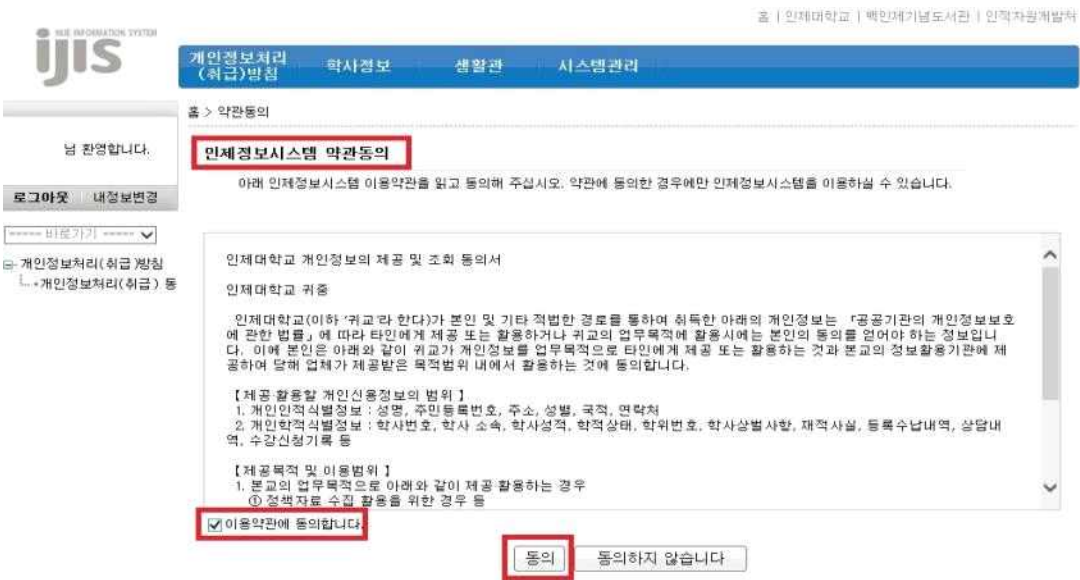 홈 | 인제대학교 | 백인제기념도서관 | 인적자원개발처
INJE INFORMATION SYSTEM
ijis
개인정보처리
(취급)방침
학사정보
생활관
시스템관리
홈 > 약관동의
님 환영합니다.
로그아웃
내정보변경
===== 바로가기 =====
개인정보처리(취급)방침
개인정보처리(취급) 동
인제정보시스템 약관동의
아래 인제정보시스템 이용약관을 읽고 동의해 주십시오. 약관에 동의한 경우에만 인제정보시스템을 이용하실 수 있습니다.
인제대학교 개인정보의 제공 및 조회 동의서
인제대학교 귀중
인제대학교(이하 '귀교'라 한다)가 본인 및 기타 적법한 경로를 통하여 취득한 아래의 개인정보는 「공공기관의 개인정보보호
에 관한 법률」에 따라 타인에게 제공 또는 활용하거나 귀교의 업무목적에 활용시에는 본인의 동의를 얻어야 하는 정보입니
다. 이에 본인은 아래와 같이 귀교가 개인정보를 업무목적으로 타인에게 제공 또는 활용하는 것과 본교의 정보활용기관에 제
공하여 당해 업체가 제공받은 목적범위 내에서 활용하는 것에 동의합니다.
【제공·활용할 개인신용정보의 범위】
1. 개인인적식별정보 : 성명, 주민등록번호, 주소, 성별, 국적, 연락처
2. 개인학적식별정보 : 학사번호, 학사 소속, 학사성적, 학적상태, 학위번호, 학사상벌사항, 재적사실, 등록수납내역, 상담내
역, 수강신청기록 등
【제공목적 및 이용범위】
1. 본교의 업무목적으로 아래와 같이 제공·활용하는 경우
① 정책자료 수집 활용을 위한 경우 등
이용약관에 동의합니다.
동의
동의하지 않습니다